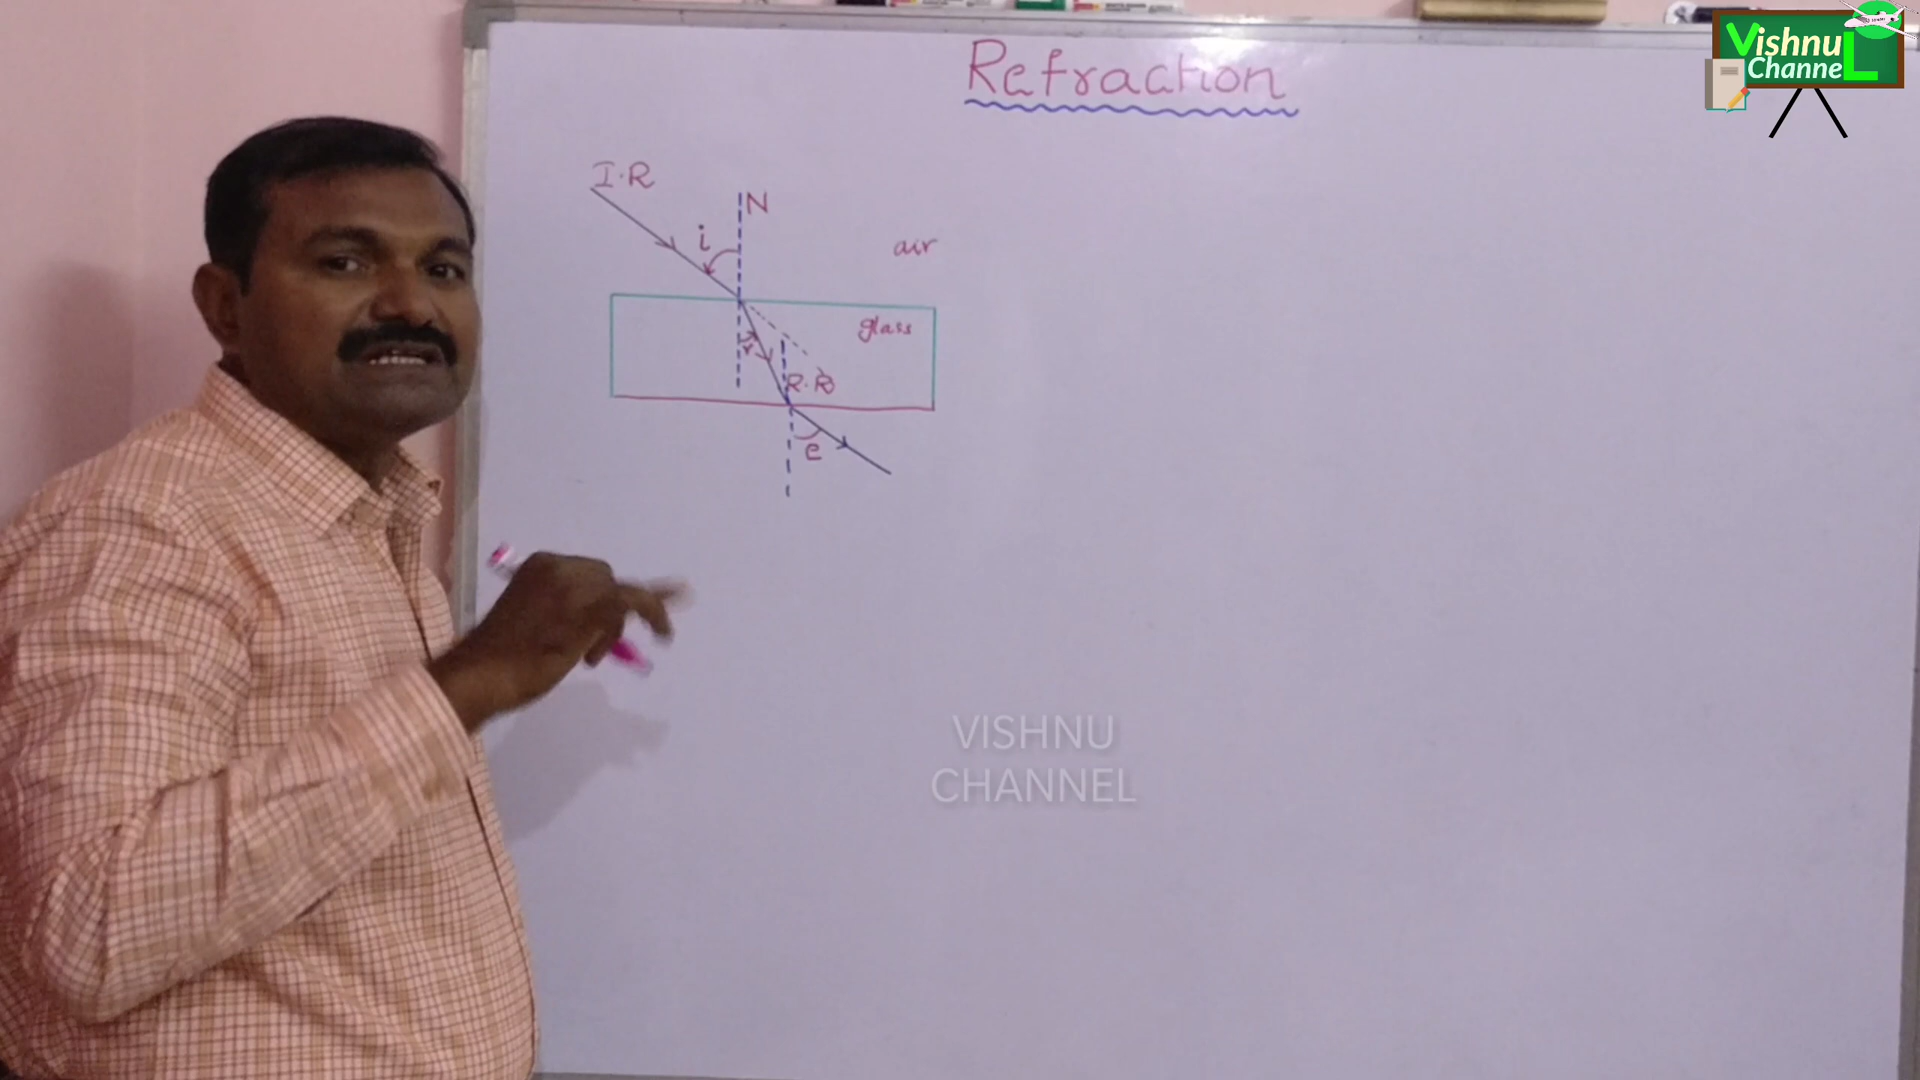 Refraction
Vishnu
ChanneL
I.R
N
i
air
glass
r
R.R
e
VISHNU
CHANNEL